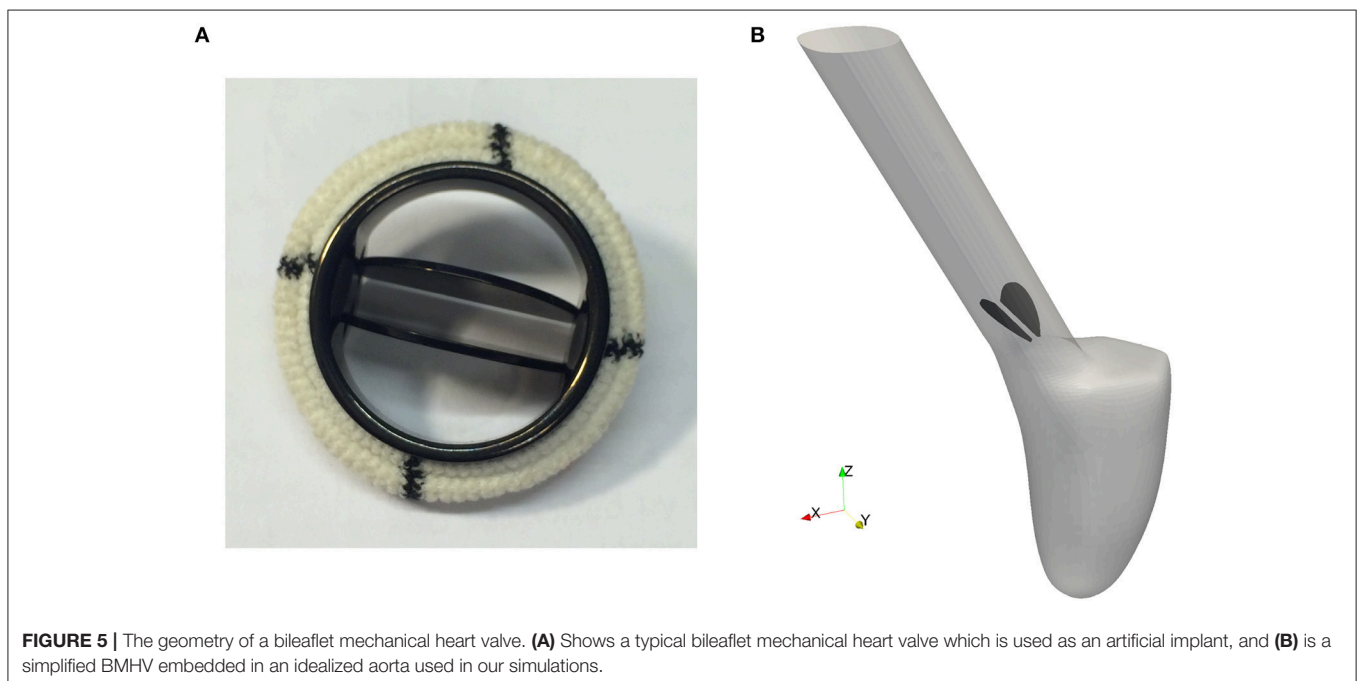 A
B
Z
X
Y
FIGURE 5 | The geometry of a bileaflet mechanical heart valve. (A) Shows a typical bileaflet mechanical heart valve which is used as an artificial implant, and (B) is a
simplified BMHV embedded in an idealized aorta used in our simulations.